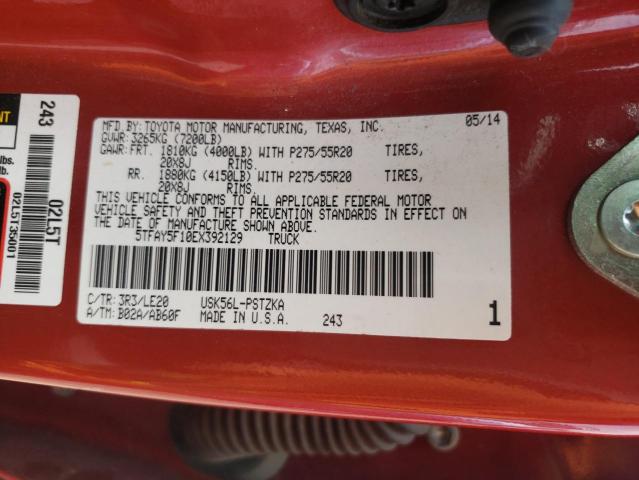 MFD.BY:TOYOTA MOTOR MANUFACTURING, TEXAS, INC. 05/14
GVWR:3265KG (7200LB)
GAWR:FRT. 1810KG (4000LB) WITH P275/55R20 TIRES,
20X8J RIMS.
RR. 1880KG (4150LB) WITH P275/55R20 TIRES,
20X8J RIMS.
THIS VEHICLE CONFORMS TO ALL APPLICABLE FEDERAL MOTOR
VEHICLE SAFETY AND THEFT PREVENTION STANDARDS IN EFFECT ON
THE DATE OF MANUFACTURE SHOWN ABOVE.
5TFAY5F10EX392129 TRUCK
C/TR: 3R3/LE20 USK56L-PSTZKA
A/TM: B02A/AB60F MADE IN U.S.A. 243 1
243
02L5T
02L5T35001
lbs.
lb.